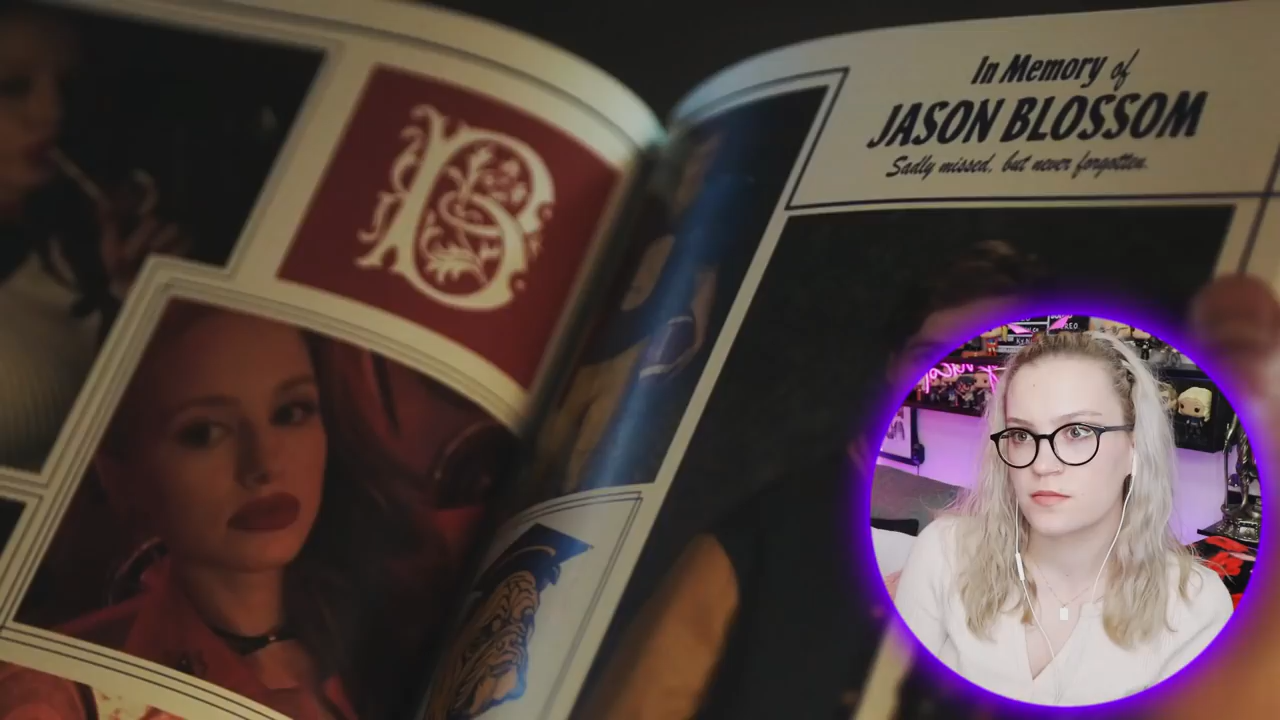 B
In Memory of
JASON BLOSSOM
Sadly missed, but never forgotten.